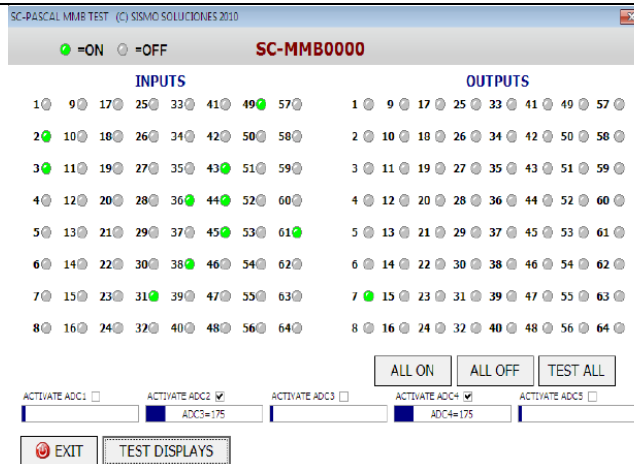 SC-PASCAL MMB TEST (C) SISMO SOLUCIONES 2010
=ON =OFF SC-MMB0000
INPUTS OUTPUTS
1 9 17 25 33 41 49 57 1 9 17 25 33 41 49 57
2 10 18 26 34 42 50 58 2 10 18 26 34 42 50 58
3 11 19 27 35 43 51 59 3 11 19 27 35 43 51 59
4 12 20 28 36 44 52 60 4 12 20 28 36 44 52 60
5 13 21 29 37 45 53 61 5 13 21 29 37 45 53 61
6 14 22 30 38 46 54 62 6 14 22 30 38 46 54 62
7 15 23 31 39 47 55 63 7 15 23 31 39 47 55 63
8 16 24 32 40 48 56 64 8 16 24 32 40 48 56 64
ALL ON ALL OFF TEST ALL
ACTIVATE ADC1 ACTIVATE ADC2 ACTIVATE ADC3 ACTIVATE ADC4 ACTIVATE ADC5
ADC3=175 ADC4=175
EXIT TEST DISPLAYS